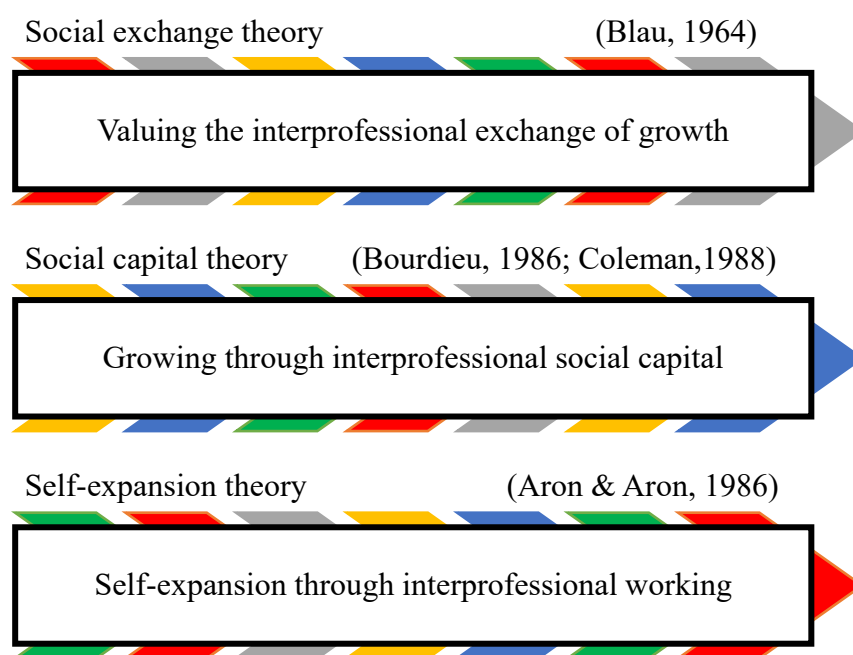 Social exchange theory (Blau, 1964)
Valuing the interprofessional exchange of growth
Social capital theory (Bourdieu, 1986; Coleman,1988)
Growing through interprofessional social capital
Self-expansion theory (Aron & Aron, 1986)
Self-expansion through interprofessional working